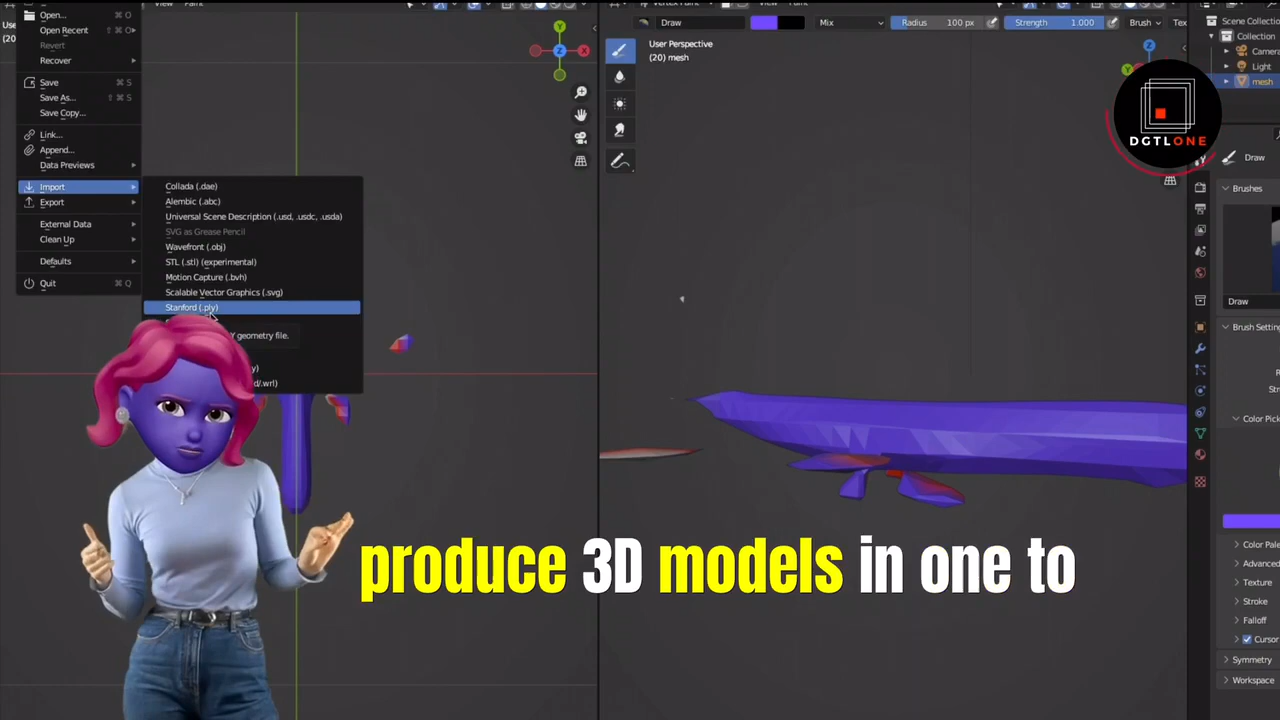 Open...
⌘ O
Open Recent
⇧ ⌘ O
Revert
Recover
Save
⌘ S
Save As...
⇧ ⌘ S
Save Copy...
Link...
Append...
Data Previews
Import
Export
External Data
Clean Up
Defaults
Quit
⌘ Q
Collada (.dae)
Alembic (.abc)
Universal Scene Description (.usd, .usdc, .usda)
SVG as Grease Pencil
Wavefront (.obj)
STL (.stl) (experimental)
Motion Capture (.bvh)
Scalable Vector Graphics (.svg)
Stanford (.ply)
Y geometry file.
Y
Z
X
Draw
Mix
Radius 100 px
Strength 1.000
Brush
Tex
User Perspective
(20) mesh
Z
Y
Scene Collection
Collection
Camera
Light
mesh
DGTLONE
Draw
Brushes
Draw
Brush Setting
Color Pick
Color Pale
Advanced
Texture
Stroke
Falloff
Cursor
Symmetry
Workspace
produce 3D models in one to